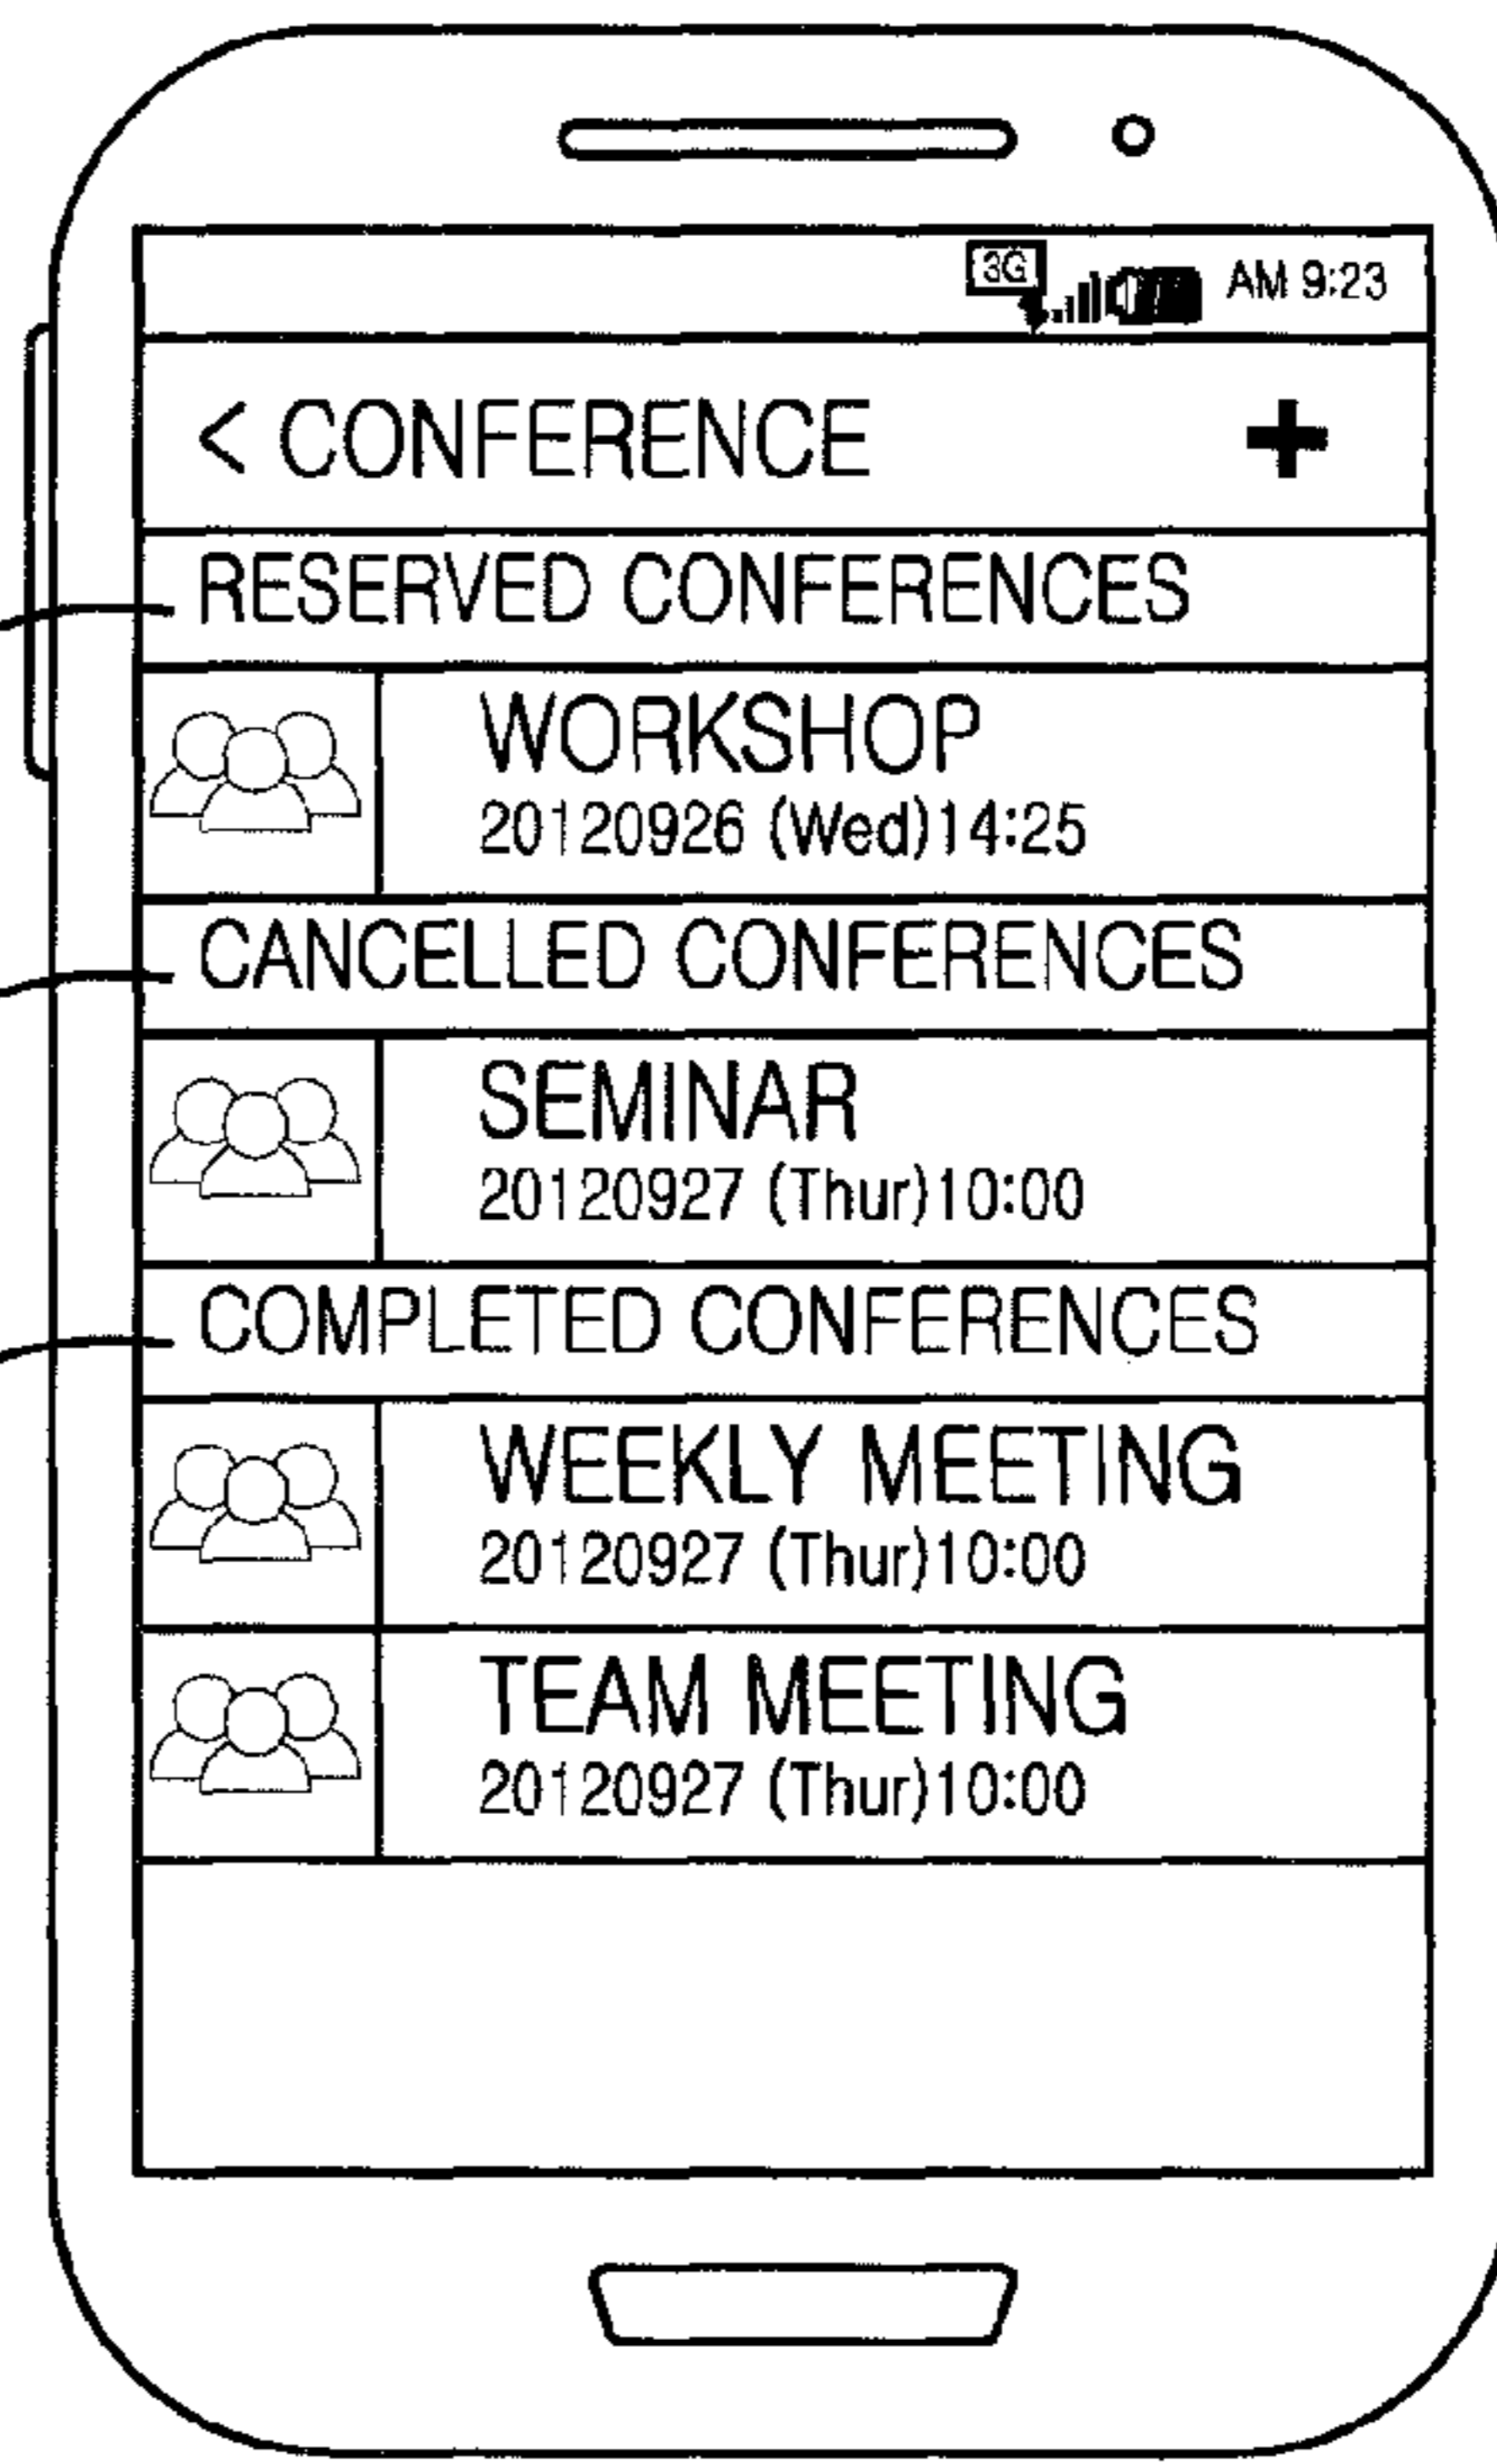 3G AM 9:23
< CONFERENCE +
RESERVED CONFERENCES
WORKSHOP
20120926 (Wed)14:25
CANCELLED CONFERENCES
SEMINAR
20120927 (Thur)10:00
COMPLETED CONFERENCES
WEEKLY MEETING
20120927 (Thur)10:00
TEAM MEETING
20120927 (Thur)10:00